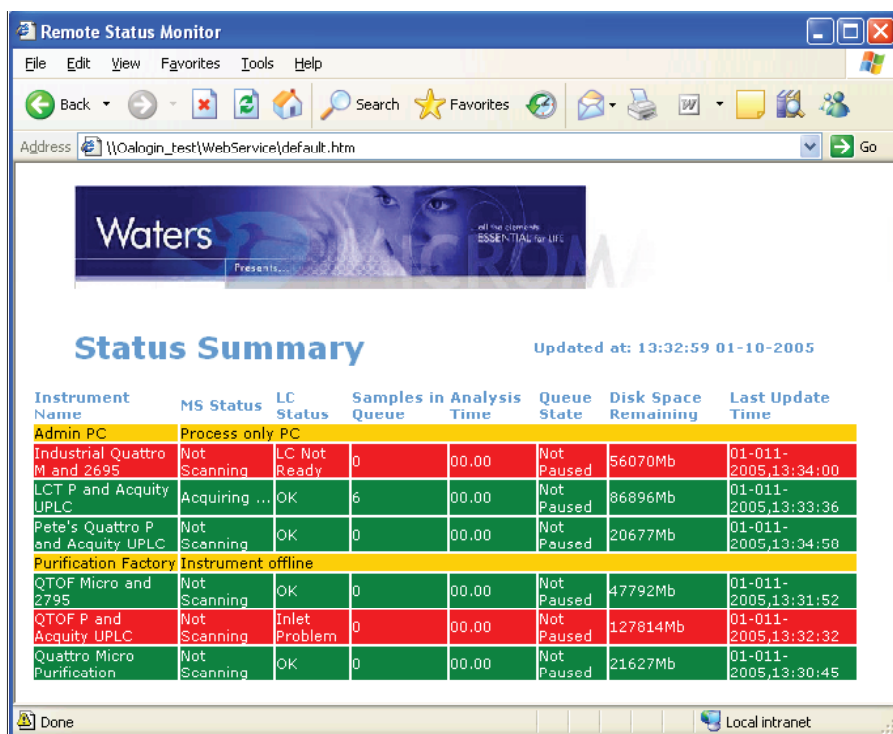 Remote Status Monitor
File Edit View Favorites Tools Help
Back Search Favorites
Address \\Oalogin_test\WebService\default.htm Go
Waters
all the elements
ESSENTIAL for LIFE
Presents...
MICROMA
Status Summary
Updated at: 13:32:59 01-10-2005
Instrument Name MS Status LC Status Samples in Queue Analysis Time Queue State Disk Space Remaining Last Update Time
Admin PC Process only PC
Industrial Quattro M and 2695 Not Scanning LC Not Ready 0 00.00 Not Paused 56070Mb 01-011-2005,13:34:00
LCT P and Acquity UPLC Acquiring ... OK 6 00.00 Not Paused 86896Mb 01-011-2005,13:33:36
Pete's Quattro P and Acquity UPLC Not Scanning OK 0 00.00 Not Paused 20677Mb 01-011-2005,13:34:58
Purification Factory Instrument offline
QTOF Micro and 2795 Not Scanning OK 0 00.00 Not Paused 47792Mb 01-011-2005,13:31:52
QTOF P and Acquity UPLC Not Scanning Inlet Problem 0 00.00 Not Paused 127814Mb 01-011-2005,13:32:32
Quattro Micro Purification Not Scanning OK 0 00.00 Not Paused 21627Mb 01-011-2005,13:30:45
Done Local intranet